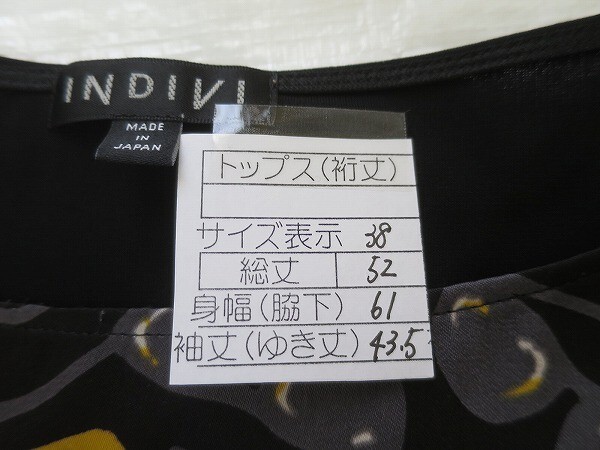 INDIVI
MADE
IN
JAPAN
トップス(裄丈)
サイズ表示 38
総丈 52
身幅(脇下) 61
袖丈(ゆき丈) 43.5